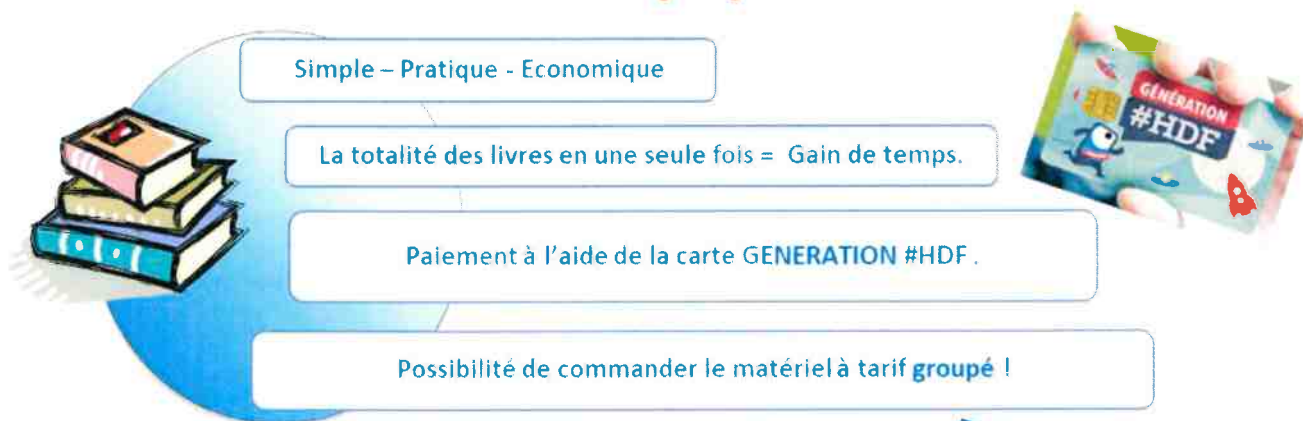 Simple – Pratique - Economique
La totalité des livres en une seule fois = Gain de temps.
GÉNÉRATION
#HDF
Paiement à l'aide de la carte GENERATION #HDF .
Possibilité de commander le matériel à tarif groupé !